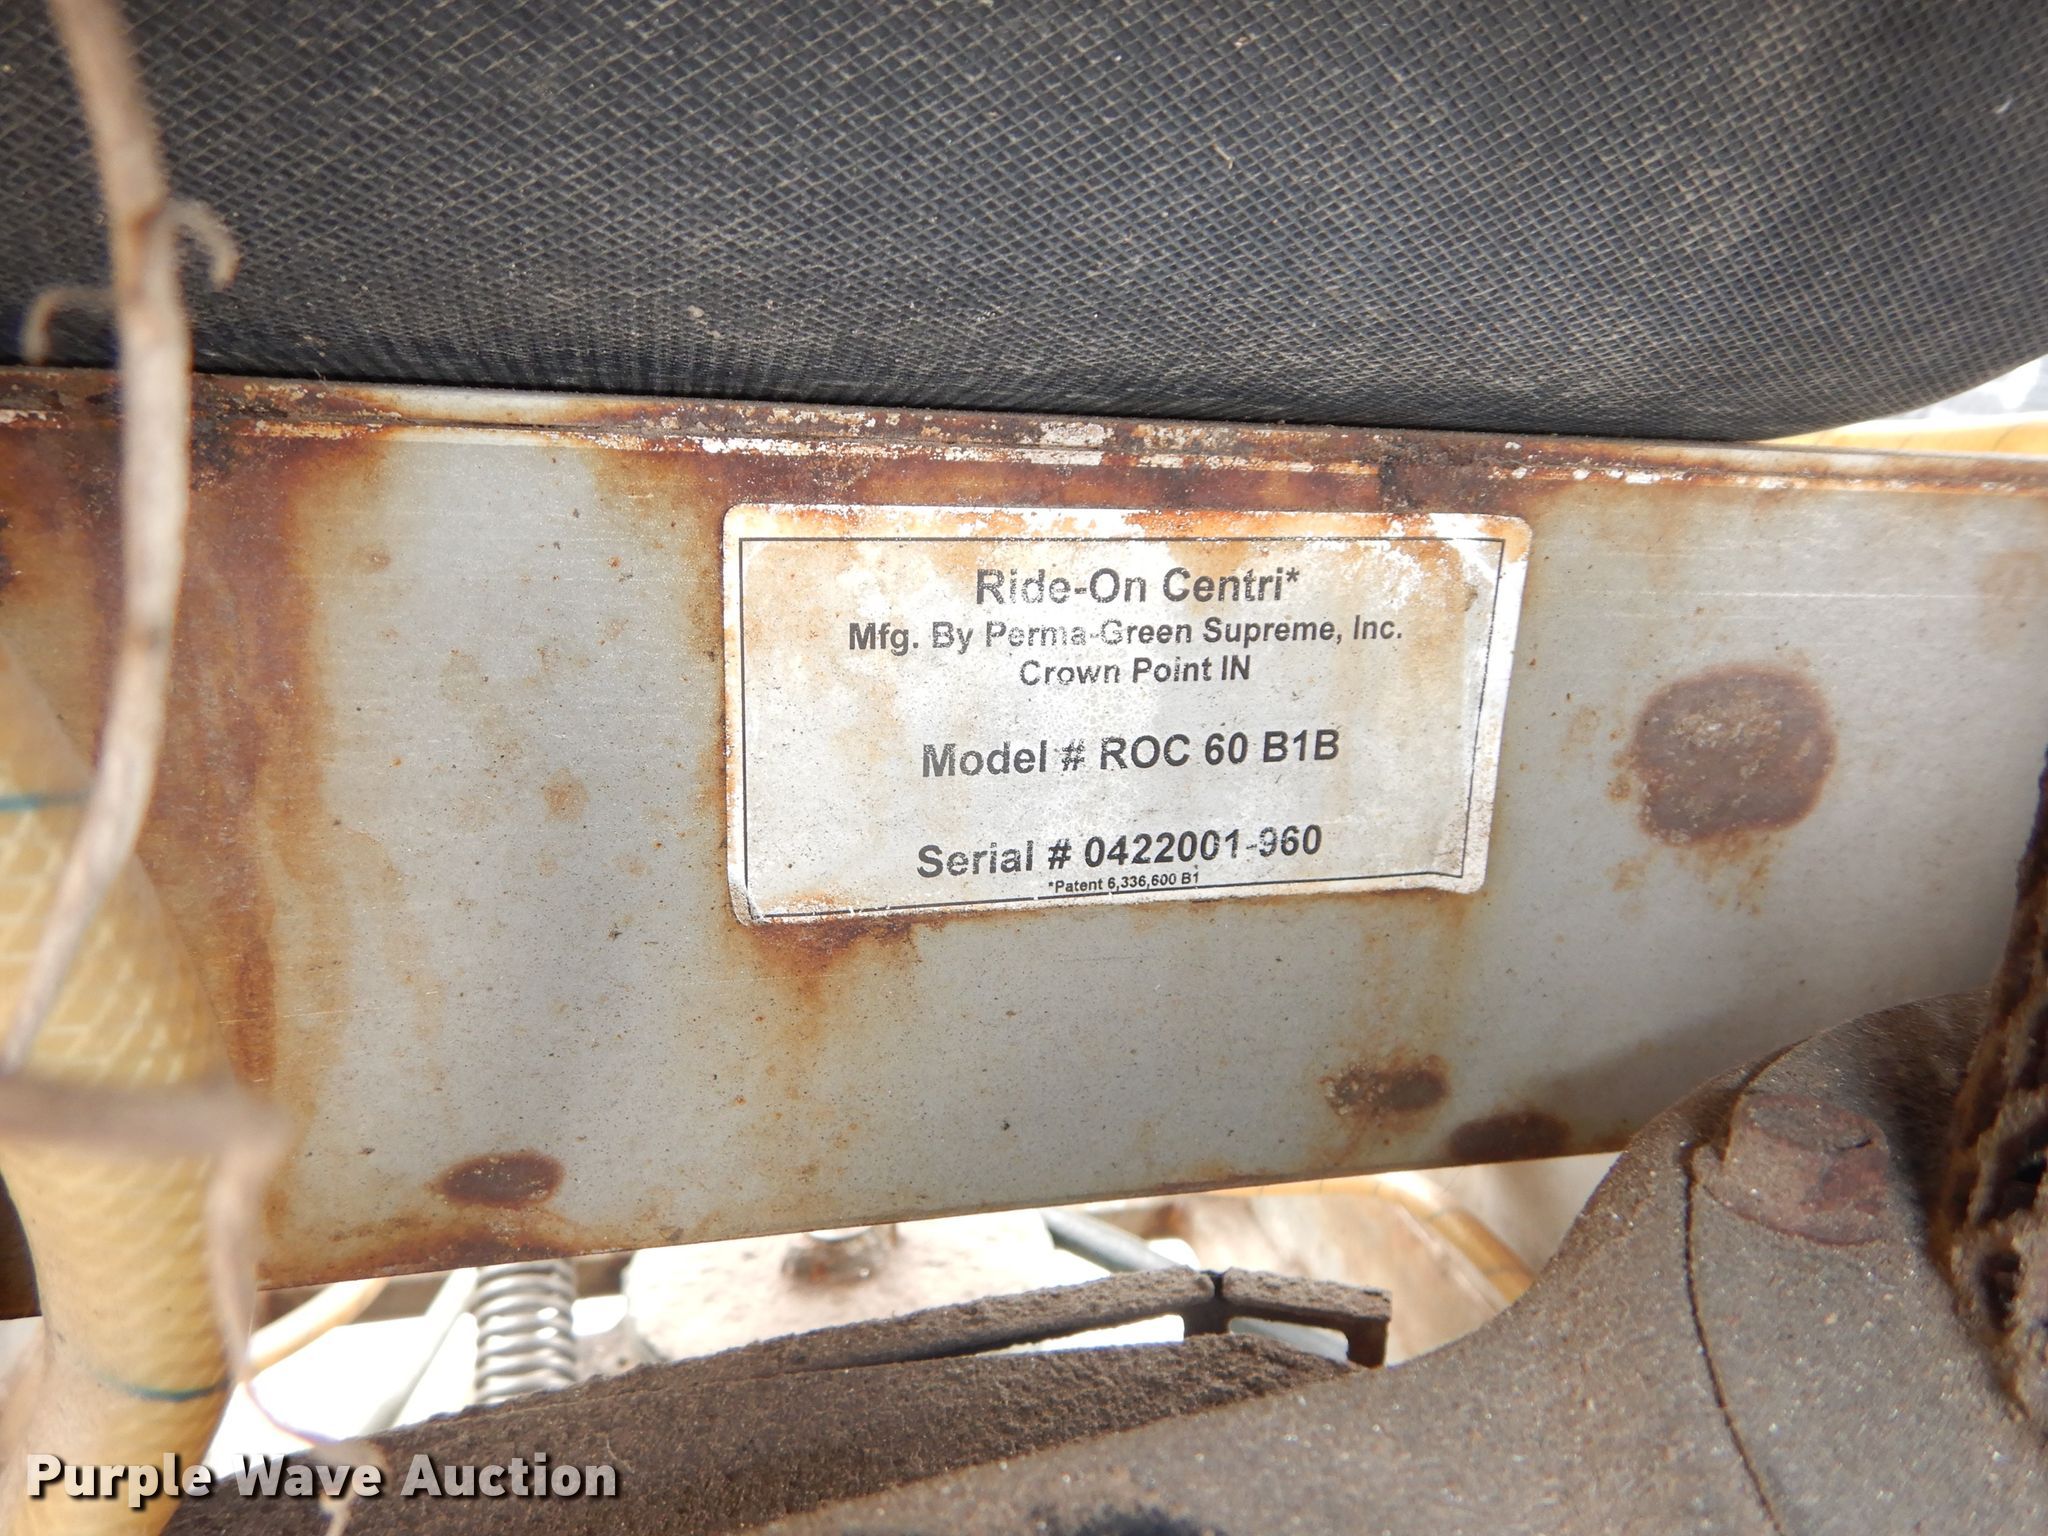 Ride-On Centri*
Mfg. By Perma-Green Supreme, Inc.
Crown Point IN
Model # ROC 60 B1B
Serial # 0422001-960
*Patent 6,336,600 B1
Purple Wave Auction